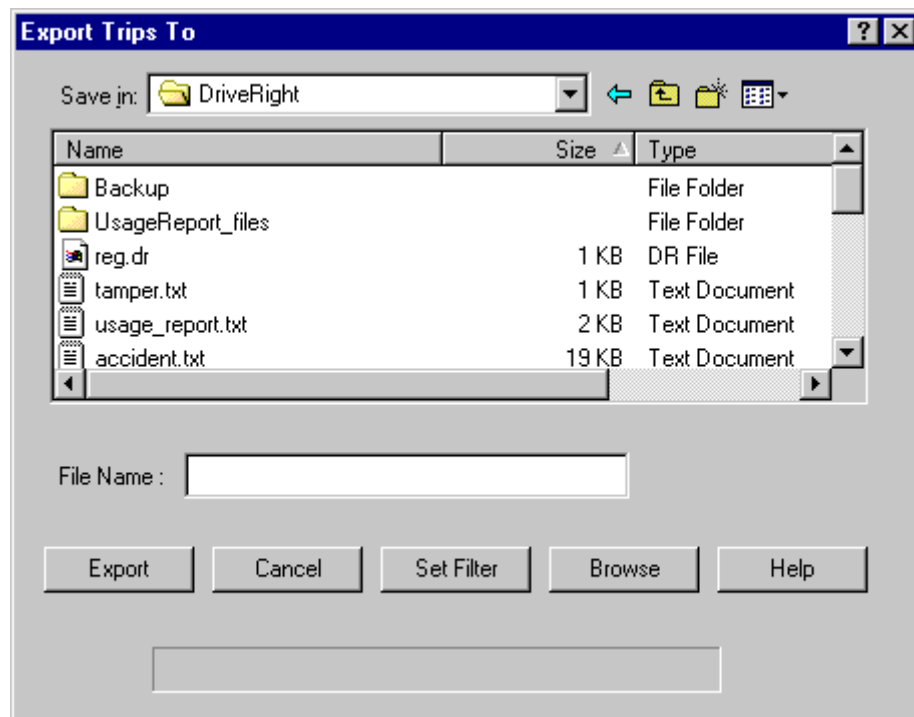 Export Trips To
Save in: DriveRight
Name Size Type
Backup File Folder
UsageReport_files File Folder
reg.dr 1 KB DR File
tamper.txt 1 KB Text Document
usage_report.txt 2 KB Text Document
accident.txt 19 KB Text Document
File Name :
Export Cancel Set Filter Browse Help